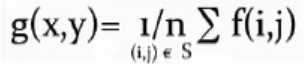 g(x,y)= 1/n ∑ f(i,j)
(i,j) ϵ S